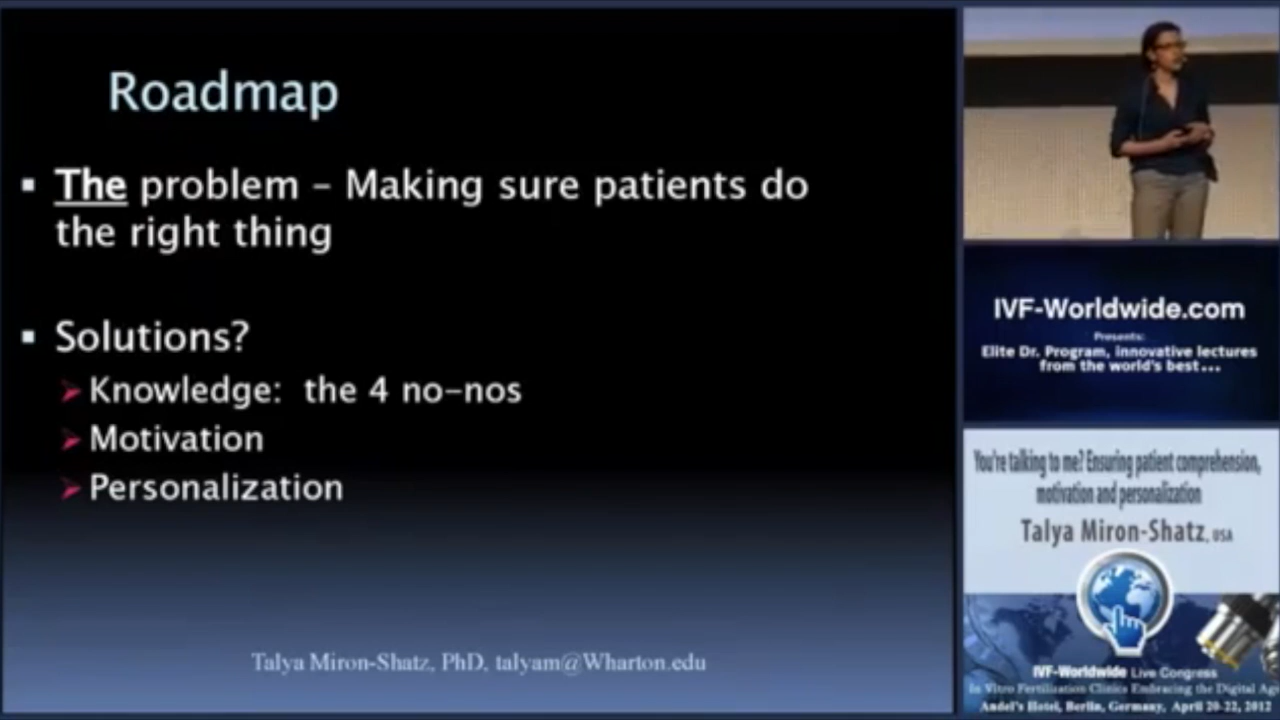 Roadmap
The problem – Making sure patients do
the right thing
Solutions?
Knowledge: the 4 no-nos
Motivation
Personalization
Talya Miron-Shatz, PhD, talyam@Wharton.edu
IVF-Worldwide.com
Presents:
Elite Dr. Program, innovative lectures
from the world's best...
You're talking to me? Ensuring patient comprehension,
motivation and personalization
Talya Miron-Shatz, USA
IVF-Worldwide Live Congress
In Vitro Fertilization Clinics Embracing the Digital Ag
Andel's Hotel, Berlin, Germany, April 20-22, 2012